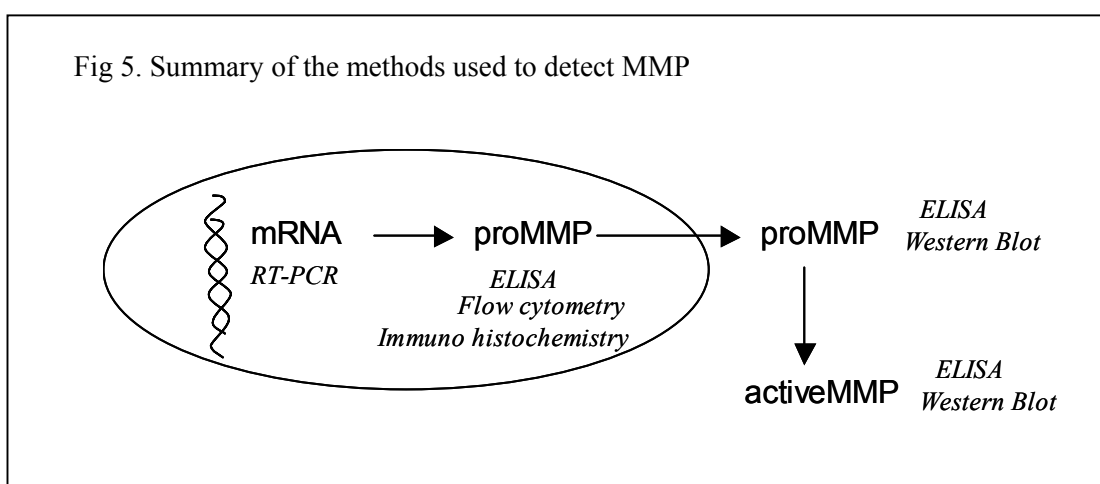 Fig 5. Summary of the methods used to detect MMP
mRNA
RT-PCR
proMMP
ELISA
Flow cytometry
Immuno histochemistry
proMMP
ELISA
Western Blot
activeMMP
ELISA
Western Blot